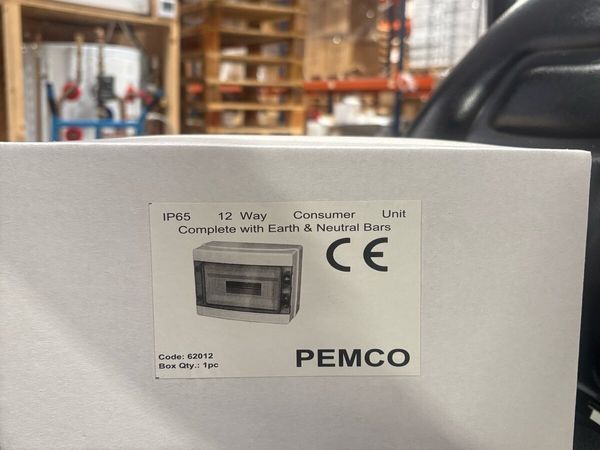 IP65 12 Way Consumer Unit
Complete with Earth & Neutral Bars
CE
Code: 62012
Box Qty.: 1pc
PEMCO